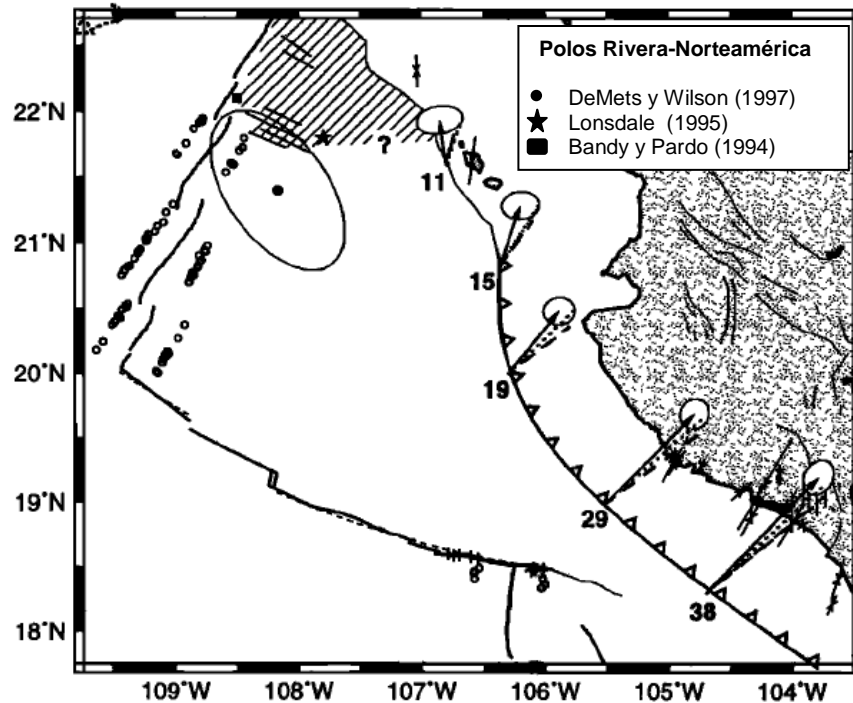 Polos Rivera-Norteamérica
DeMets y Wilson (1997)
Lonsdale (1995)
Bandy y Pardo (1994)
22°N
?
11
21°N
15
20°N
19
19°N
29
38
18°N
109°W 108°W 107°W 106°W 105°W 104°W